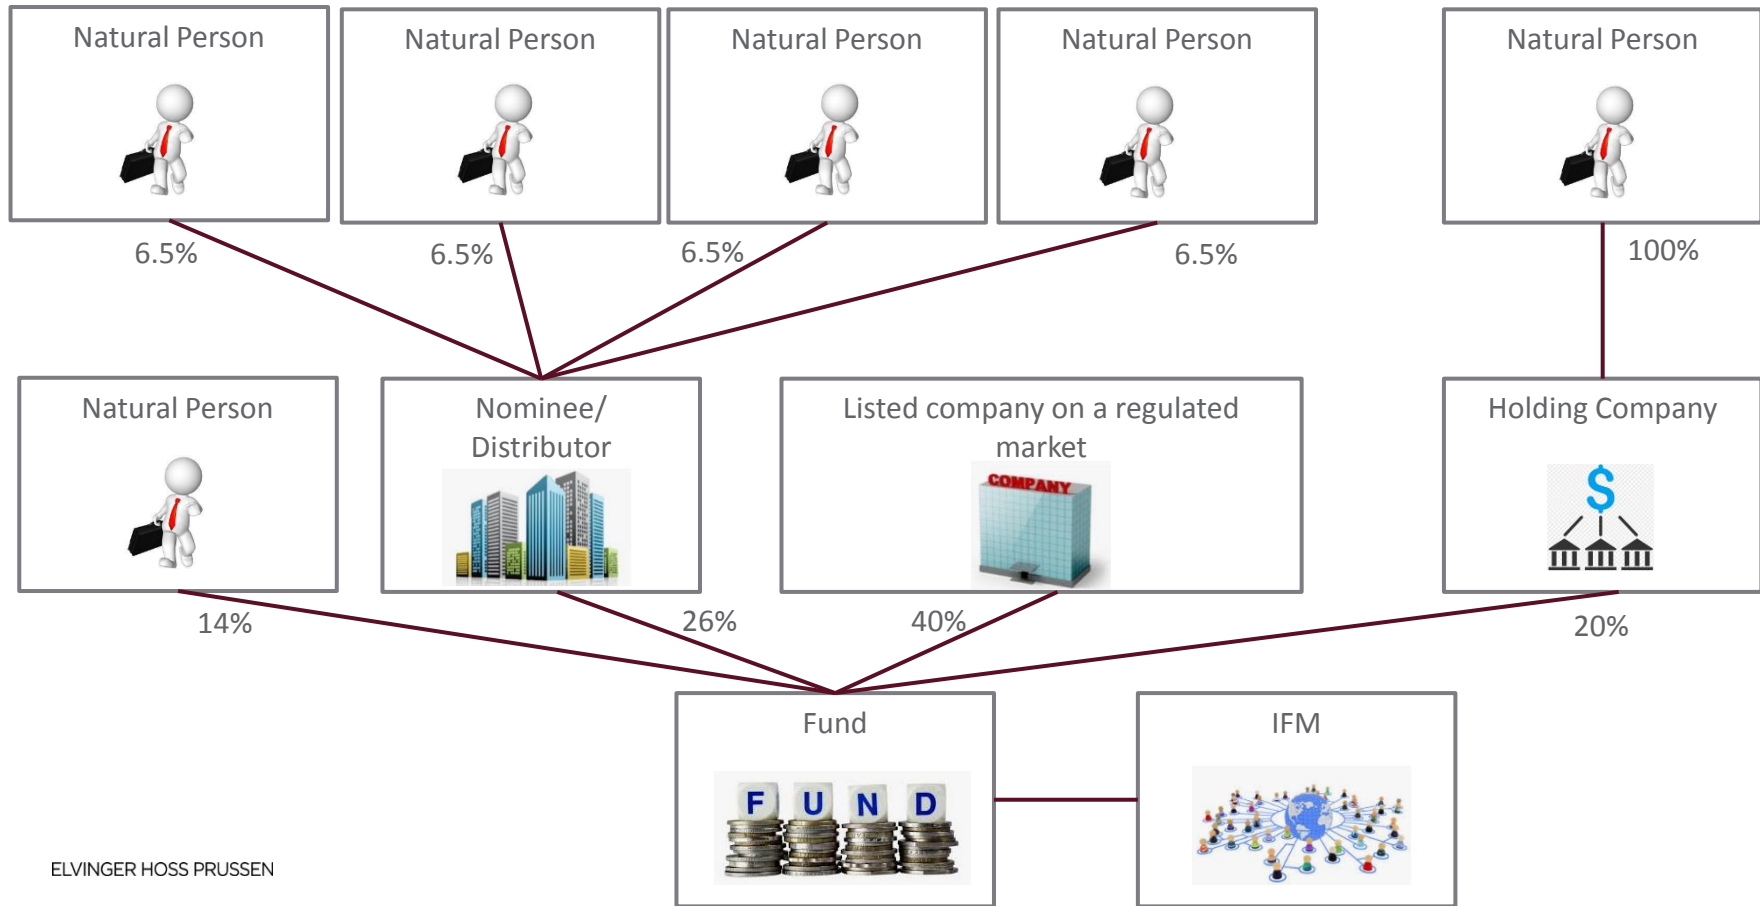 Natural Person
Natural Person
Natural Person
Natural Person
Natural Person
6.5%
6.5%
6.5%
6.5%
100%
Natural Person
Nominee/
Distributor
Listed company on a regulated
market
COMPANY
Holding Company
$
14%
26%
40%
20%
Fund
F U N D
IFM
ELVINGER HOSS PRUSSEN